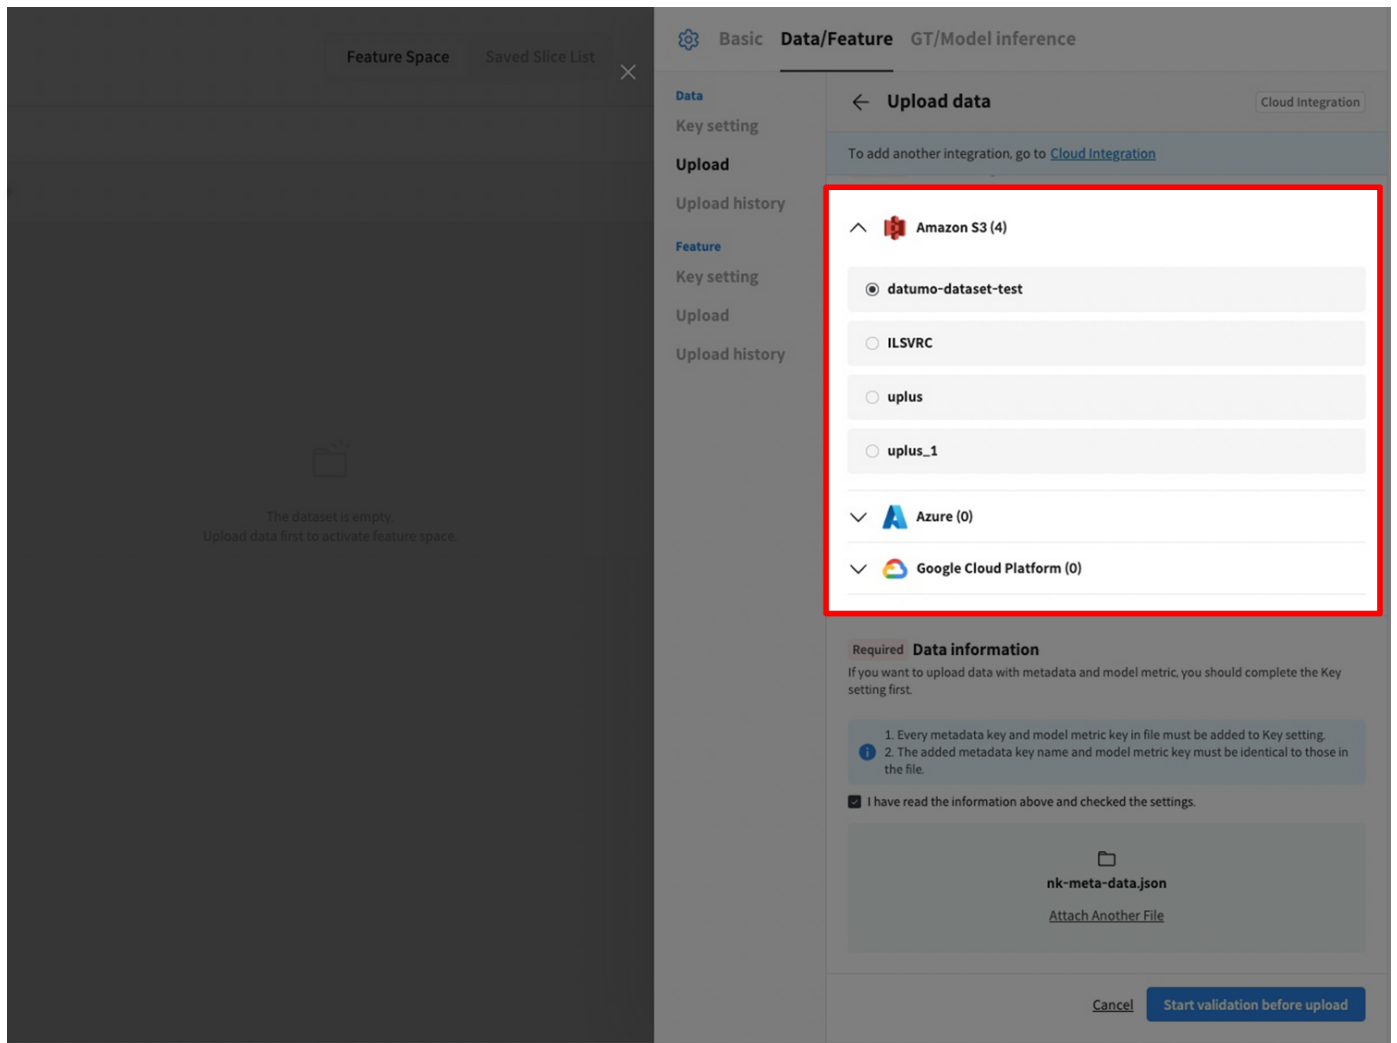 Feature Space
Saved Slice List
The dataset is empty.
Upload data first to activate feature space.
Basic
Data/Feature
GT/Model inference
Data
Key setting
Upload
Upload history
Feature
Key setting
Upload
Upload history
Upload data
Cloud Integration
To add another integration, go to Cloud Integration
Amazon S3 (4)
datumo-dataset-test
ILSVRC
uplus
uplus_1
Azure (0)
Google Cloud Platform (0)
Required Data information
If you want to upload data with metadata and model metric, you should complete the Key
setting first.
1. Every metadata key and model metric key in file must be added to Key setting.
2. The added metadata key name and model metric key must be identical to those in
the file.
I have read the information above and checked the settings.
nk-meta-data.json
Attach Another File
Cancel
Start validation before upload